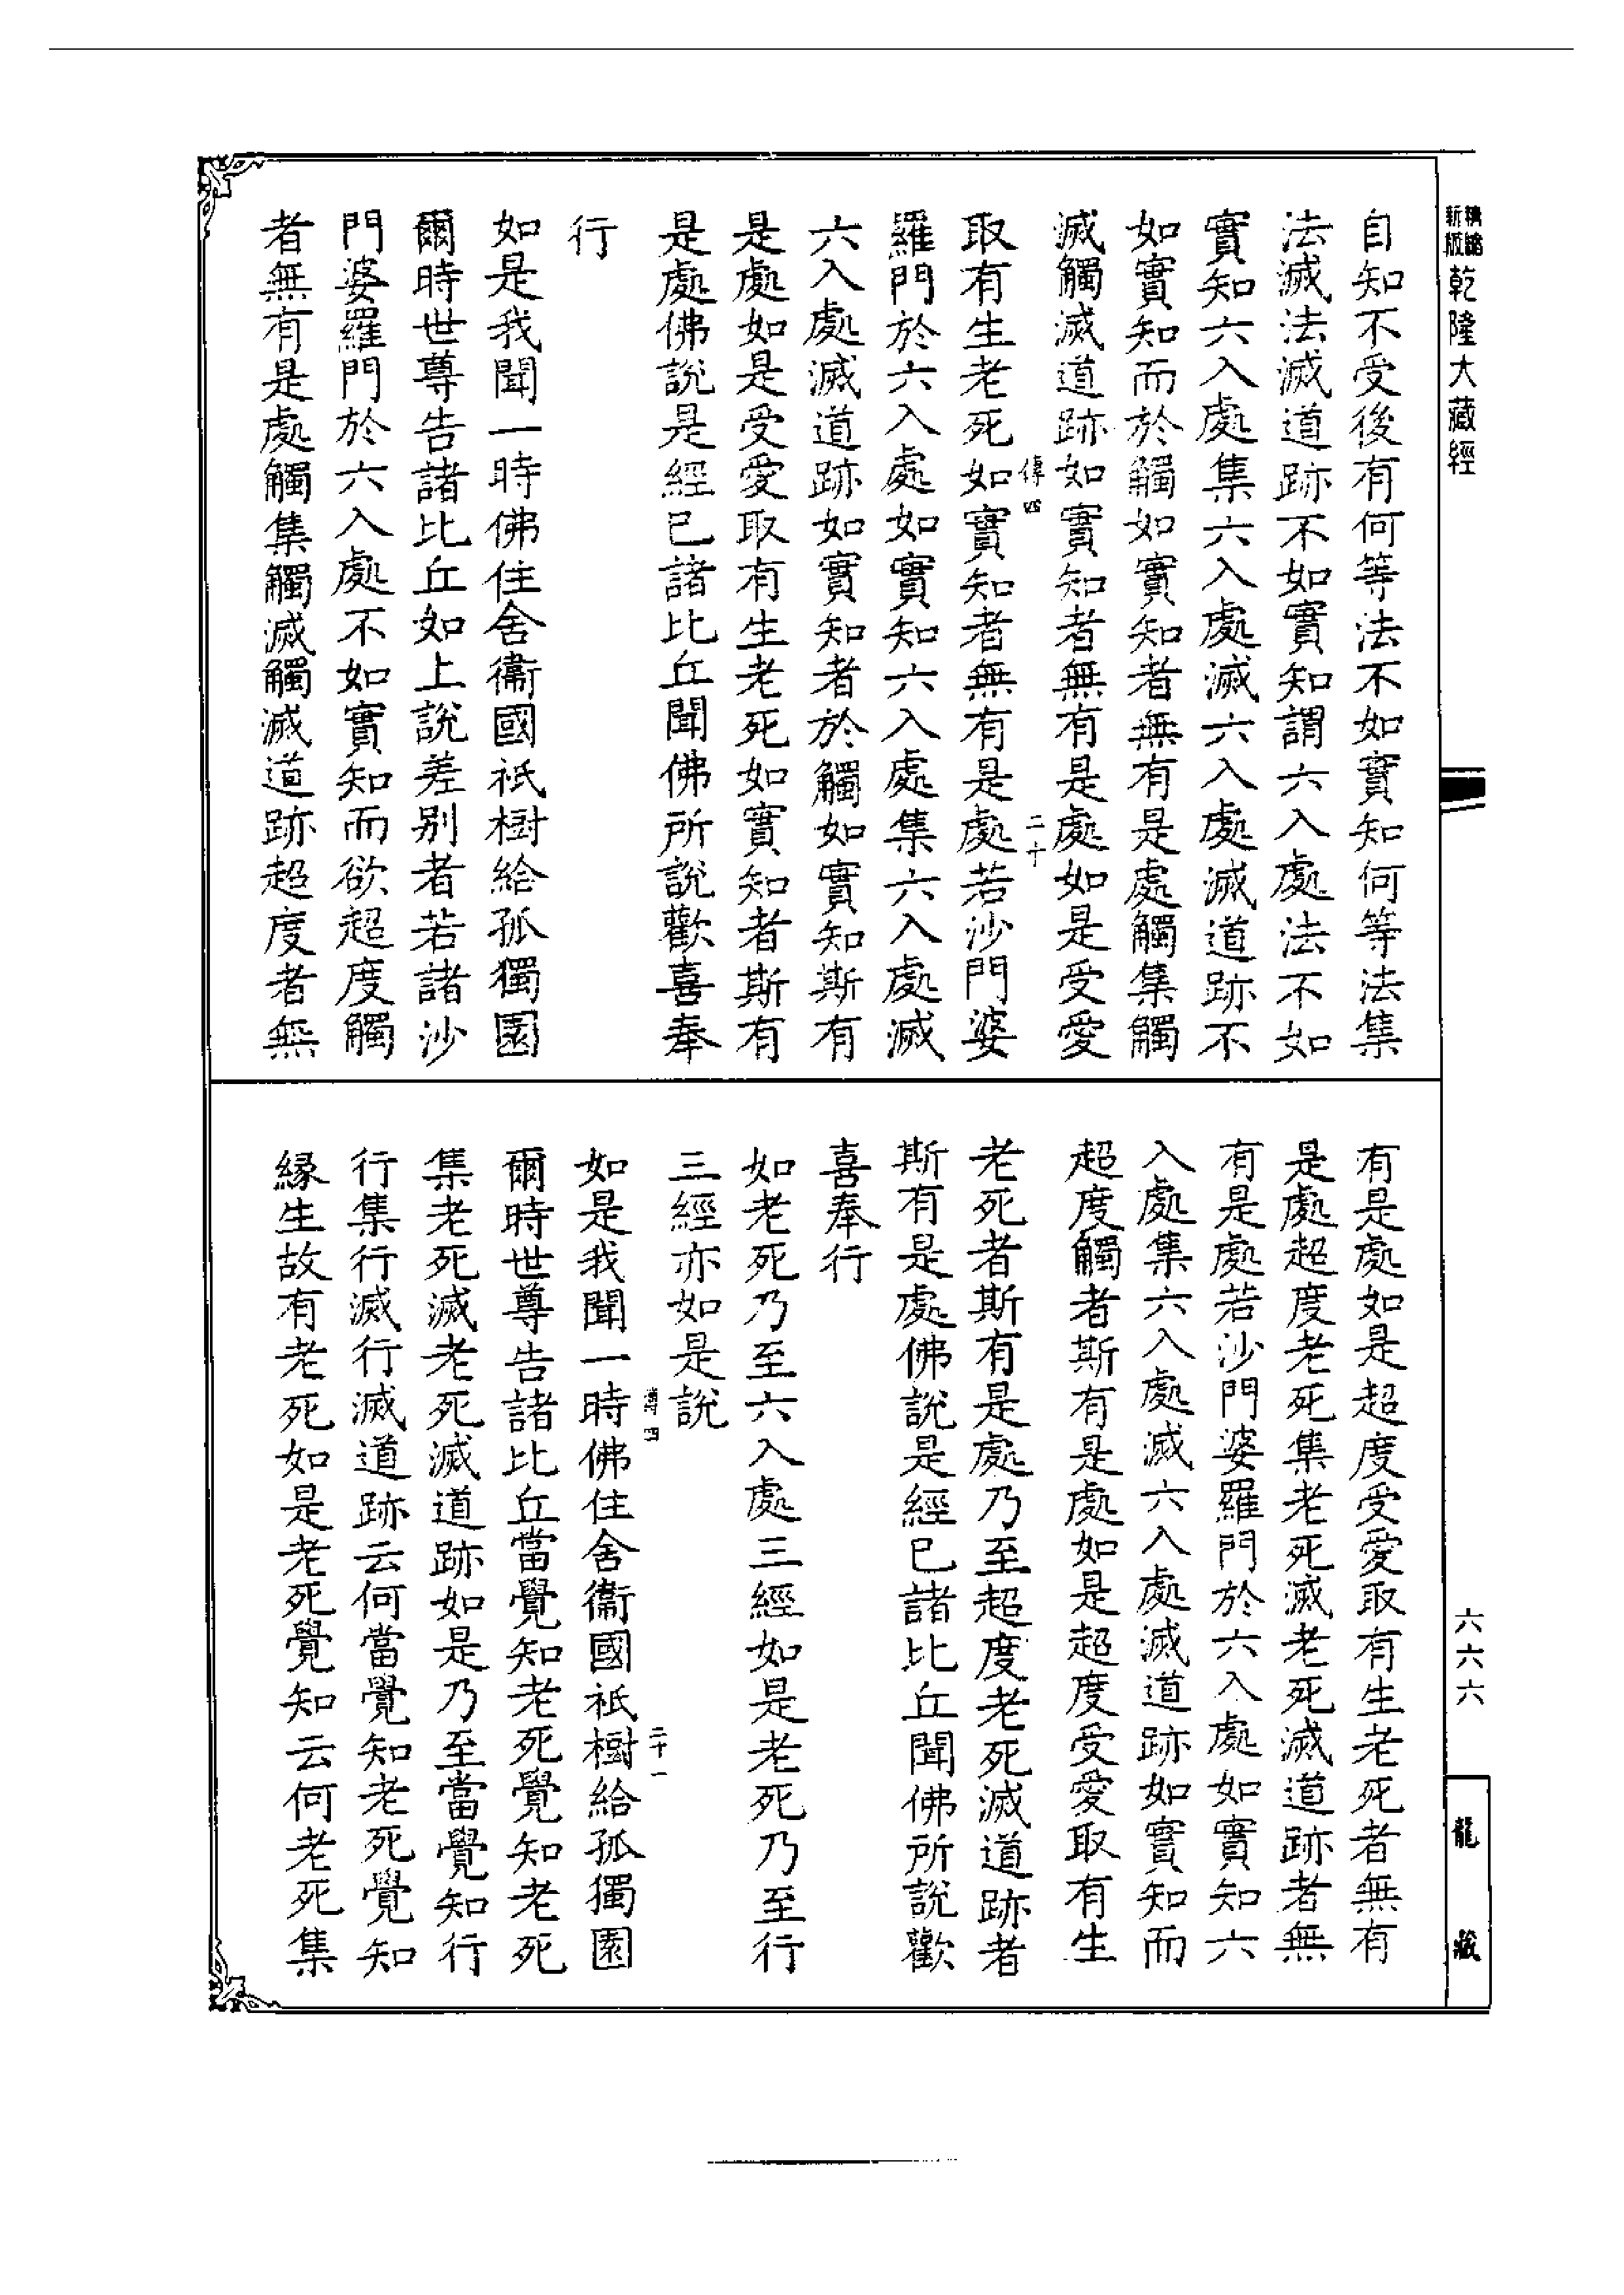 新版
精縮
乾隆大藏經
自知不受後有何等法不如實知何等法集
法滅法滅道跡不如實知謂六入處法不如
實知六入處集六入處滅六入處滅道跡不
如實知而於觸如實知者無有是處觸集觸
滅觸滅道跡如實知者無有是處如是受愛
傳四
二十
取有生老死如實知者無有是處若沙門婆
羅門於六入處如實知六入處集六入處滅
六入處滅道跡如實知者於觸如實知斯有
是處如是受愛取有生老死如實知者斯有
是處佛說是經已諸比丘聞佛所說歡喜奉
行
如是我聞一時佛住舍衞國祇樹給孤獨園
爾時世尊告諸比丘如上說差别者若諸沙
門婆羅門於六入處不如實知而欲超度觸
者無有是處觸集觸滅觸滅道跡超度者無
有是處如是超度受愛取有生老死者無有
是處超度老死集老死滅老死滅道跡者無
有是處若沙門婆羅門於六入處如實知六
入處集六入處滅六入處滅道跡如實知而
超度觸者斯有是處如是超度受愛取有生
老死者斯有是處乃至超度老死滅道跡者
斯有是處佛說是經已諸比丘聞佛所說歡
喜奉行
如老死乃至六入處三經如是老死乃至行
三經亦如是說
傳四
二十一
如是我聞一時佛住舍衞國祇樹給孤獨園
爾時世尊告諸比丘當覺知老死覺知老死
集老死滅老死滅道跡如是乃至當覺知行
行集行滅行滅道跡云何當覺知老死覺知
緣生故有老死如是老死覺知云何老死集
六六六
龍藏